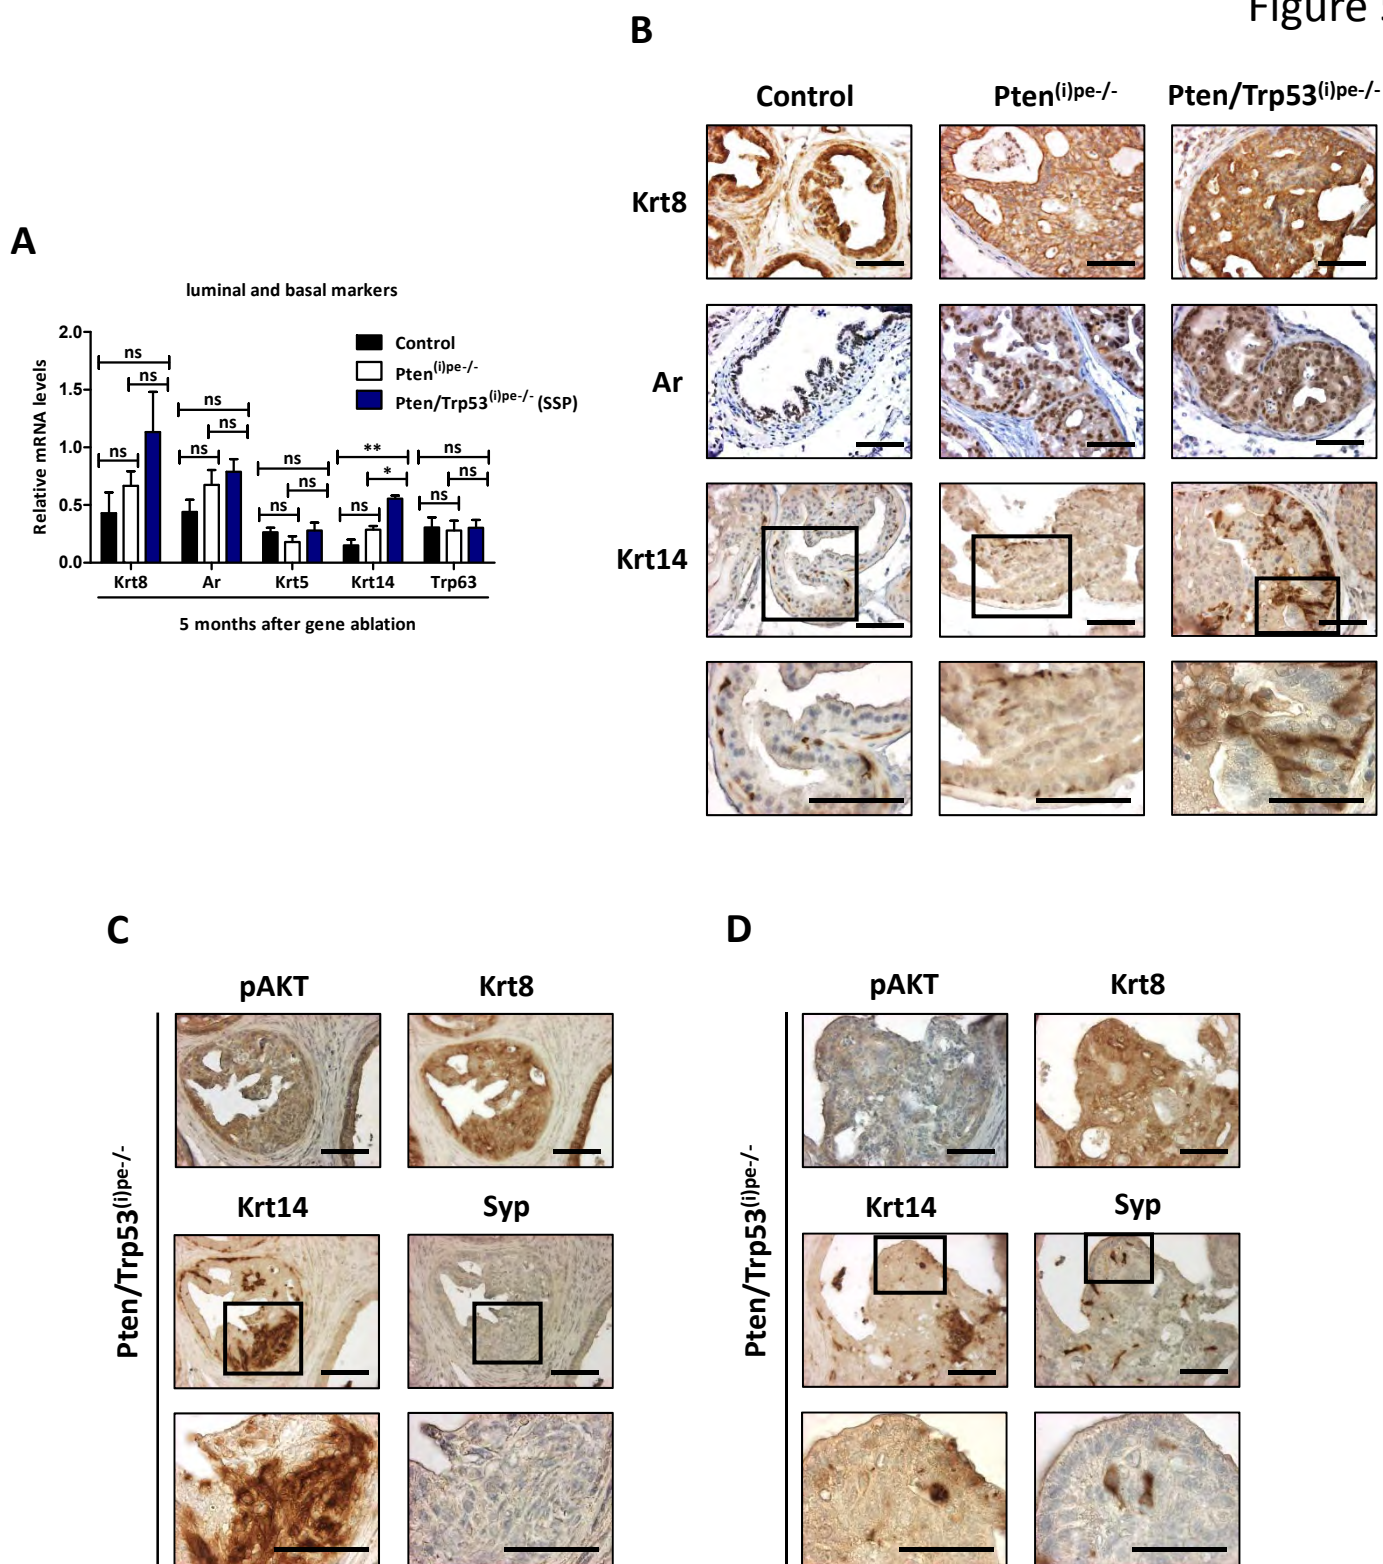 Figure
B
Control Pten(i)pe-/- Pten/Trp53(i)pe-/-
Krt8
Ar
Krt14
A
luminal and basal markers
Relative mRNA levels
2.0
1.5
1.0
0.5
0.0
Control
Pten(i)pe-/-
Pten/Trp53(i)pe-/- (SSP)
ns
ns
ns
ns
ns
ns
ns
ns
ns
**
*
ns
ns
ns
ns
Krt8 Ar Krt5 Krt14 Trp63
5 months after gene ablation
C
pAKT Krt8
Krt14 Syp
Pten/Trp53(i)pe-/-
D
pAKT Krt8
Krt14 Syp
Pten/Trp53(i)pe-/-